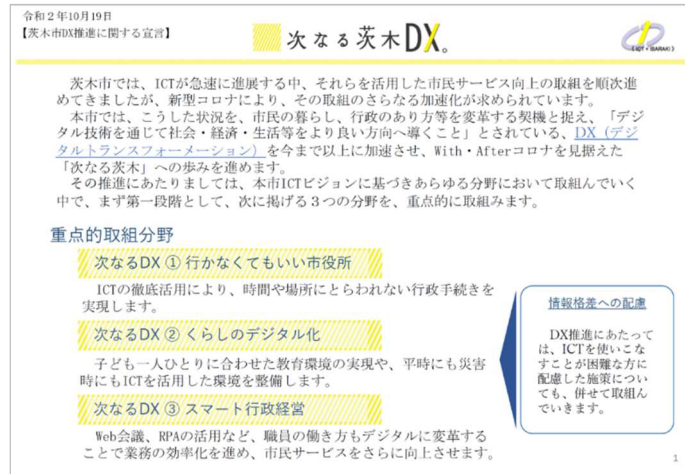 令和２年10月19日
【茨木市DX推進に関する宣言】
次なる茨木DX。
(ICT・IBARAKI)
茨木市では、ICTが急速に進展する中、それらを活用した市民サービス向上の取組を順次進
めてきましたが、新型コロナにより、その取組のさらなる加速化が求められています。
本市では、こうした状況を、市民の暮らし、行政のあり方等を変革する契機と捉え、「デジ
タル技術を通じて社会・経済・生活等をより良い方向へ導くこと」とされている、DX（デジ
タルトランスフォーメーション）を今まで以上に加速させ、With・Afterコロナを見据えた
「次なる茨木」への歩みを進めます。
その推進にあたりましては、本市ICTビジョンに基づきあらゆる分野において取組んでいく
中で、まず第一段階として、次に掲げる３つの分野を、重点的に取組みます。
重点的取組分野
次なるDX ① 行かなくてもいい市役所
ICTの徹底活用により、時間や場所にとらわれない行政手続きを
実現します。
次なるDX ② くらしのデジタル化
子ども一人ひとりに合わせた教育環境の実現や、平時にも災害
時にもICTを活用した環境を整備します。
次なるDX ③ スマート行政経営
Web会議、RPAの活用など、職員の働き方もデジタルに変革する
ことで業務の効率化を進め、市民サービスをさらに向上させます。
情報格差への配慮
DX推進にあたって
は、ICTを使いこな
すことが困難な方に
配慮した施策につい
ても、併せて取組ん
でいきます。
1